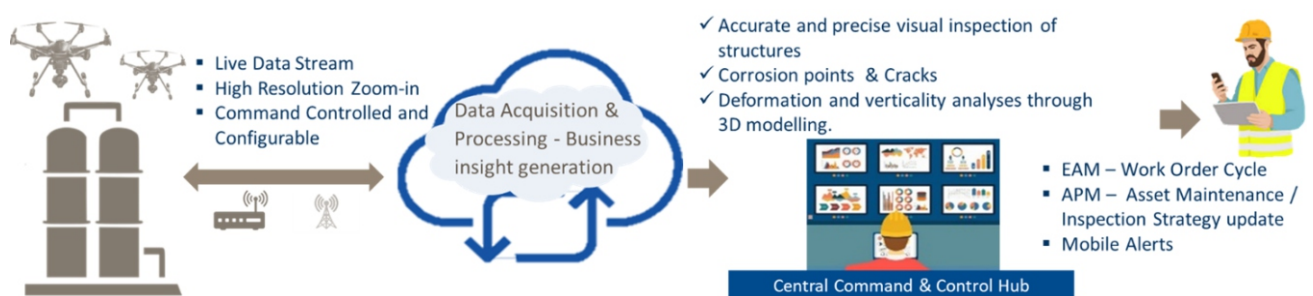 ▪ Live Data Stream
▪ High Resolution Zoom-in
▪ Command Controlled and
Configurable
Data Acquisition &
Processing - Business
insight generation
✓ Accurate and precise visual inspection of
structures
✓ Corrosion points & Cracks
✓ Deformation and verticality analyses through
3D modelling.
Central Command & Control Hub
▪ EAM – Work Order Cycle
▪ APM – Asset Maintenance /
Inspection Strategy update
▪ Mobile Alerts